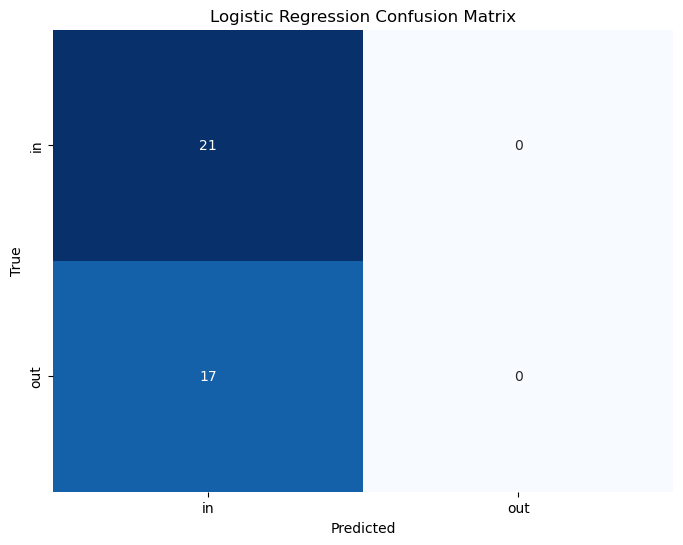 Logistic Regression Confusion Matrix
True
in
21
0
out
17
0
in
out
Predicted